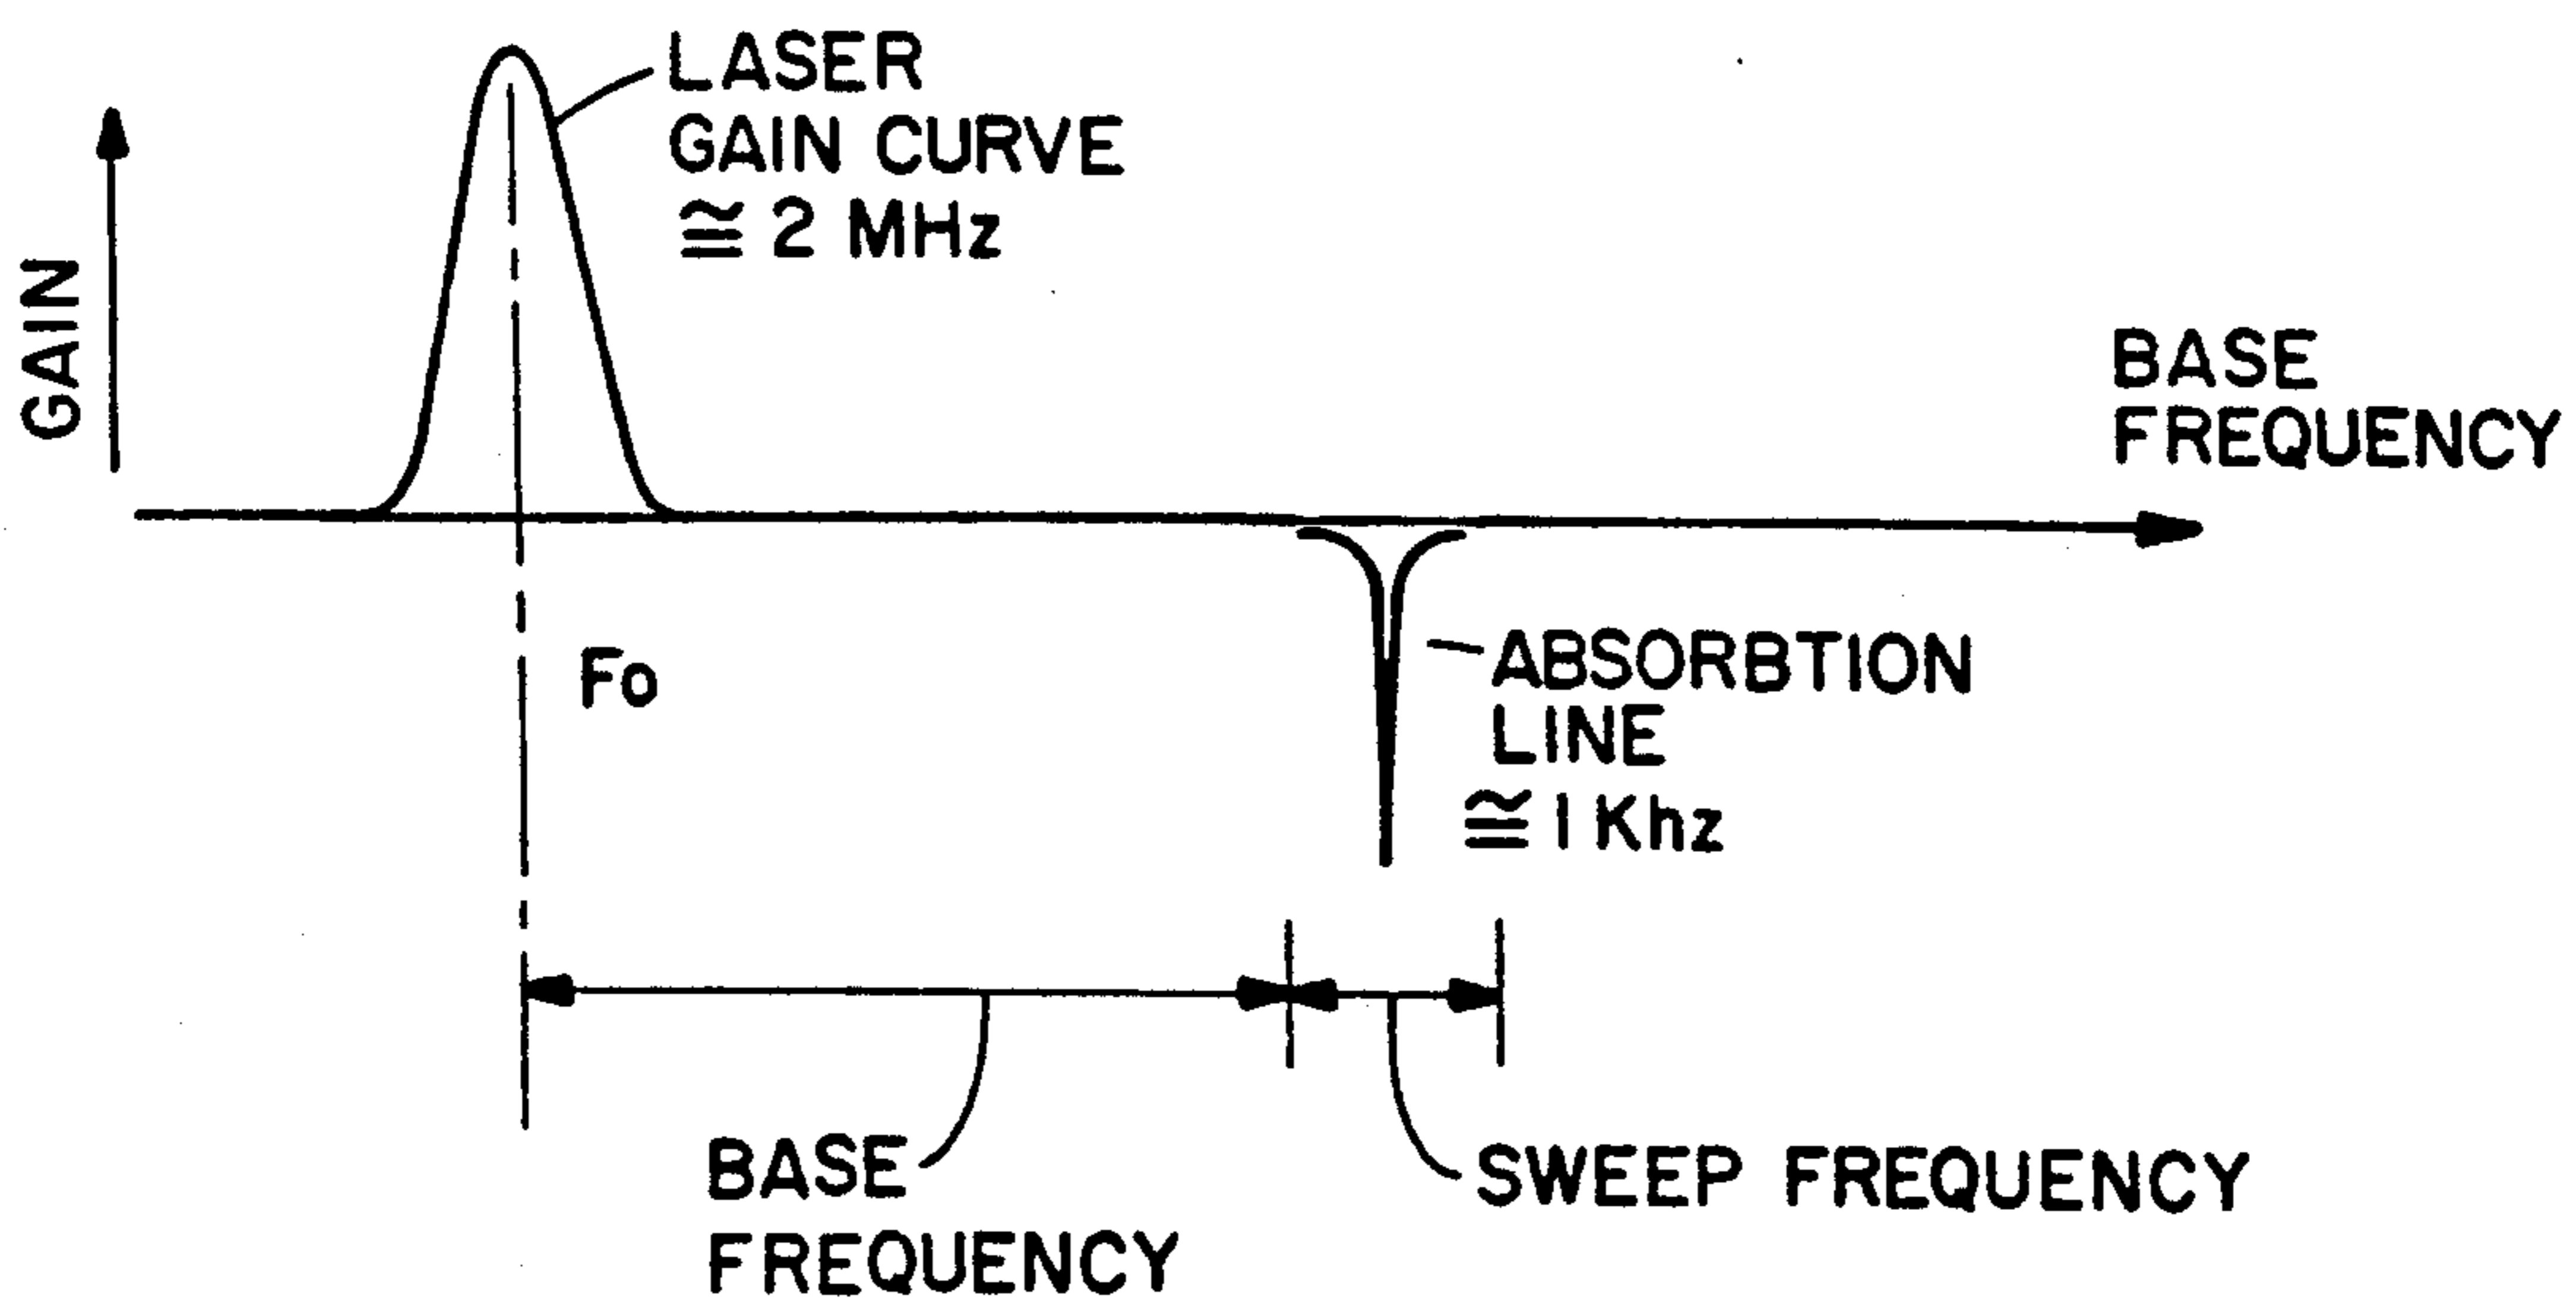 LASER
GAIN CURVE
≅ 2 MHz
GAIN
BASE
FREQUENCY
Fo
ABSORBTION
LINE
≅ 1 Khz
BASE
FREQUENCY
SWEEP FREQUENCY